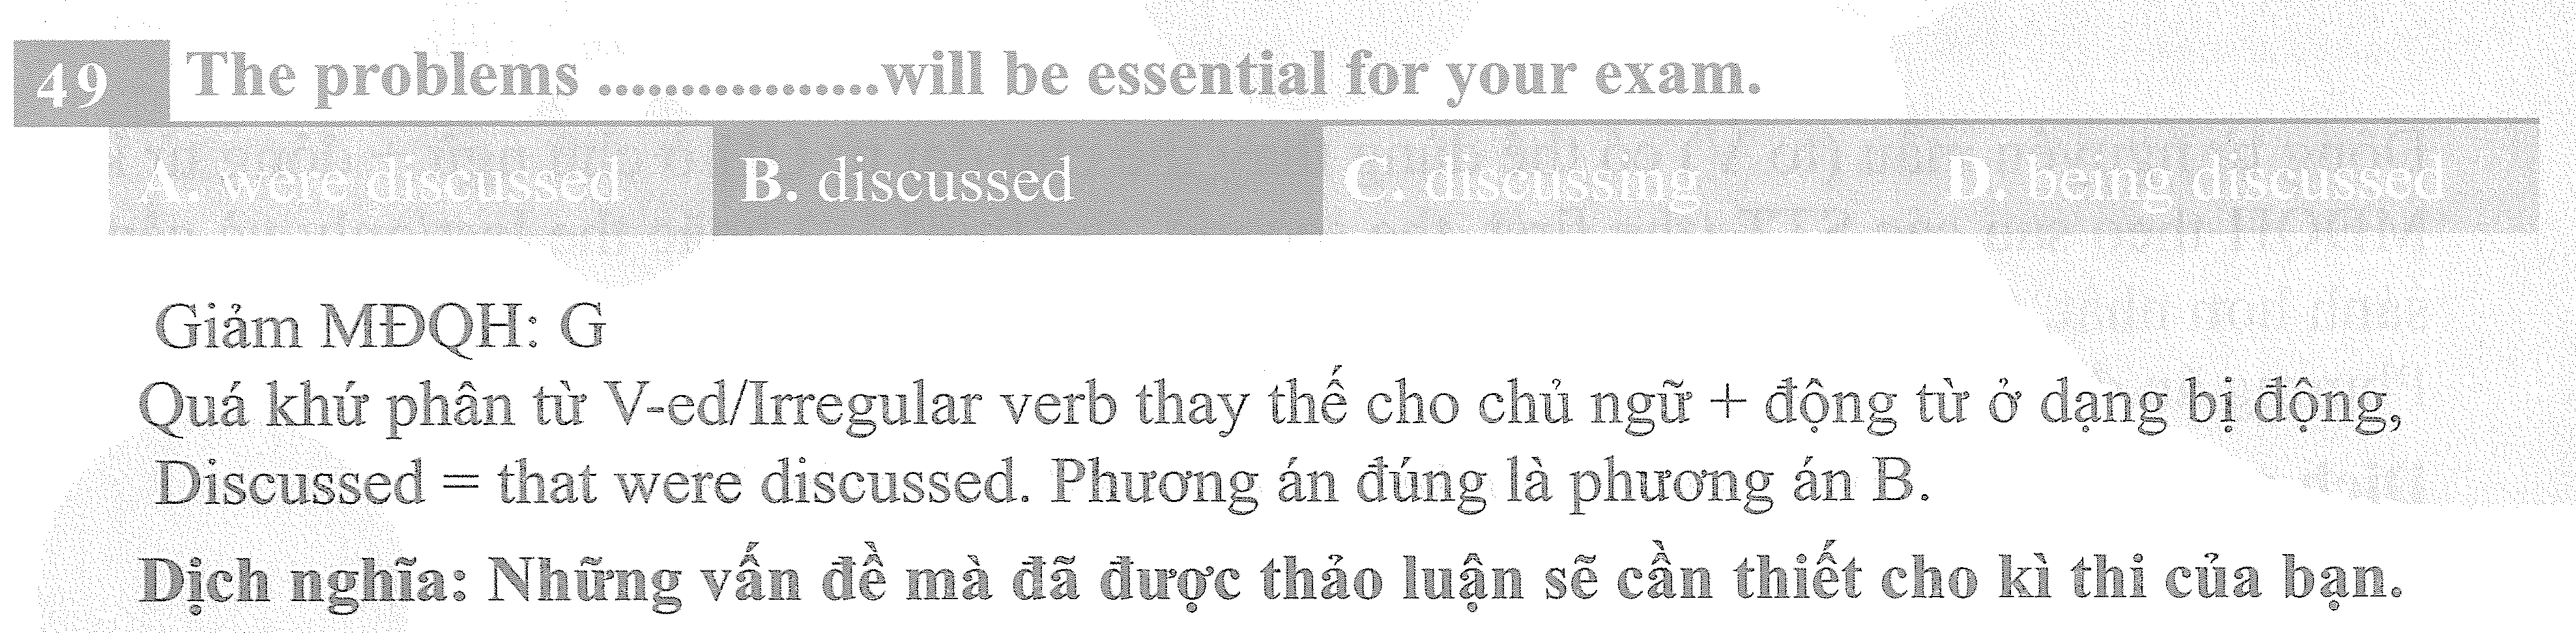 49 The problems ................will be essential for your exam.
A. were discussed B. discussed C. discussing D. being discussed
Giảm MĐQH: G
Quá khứ phân từ V-ed/Irregular verb thay thế cho chủ ngữ + động từ ở dạng bị động,
Discussed = that were discussed. Phương án đúng là phương án B.
Dịch nghĩa: Những vấn đề mà đã được thảo luận sẽ cần thiết cho kì thi của bạn.